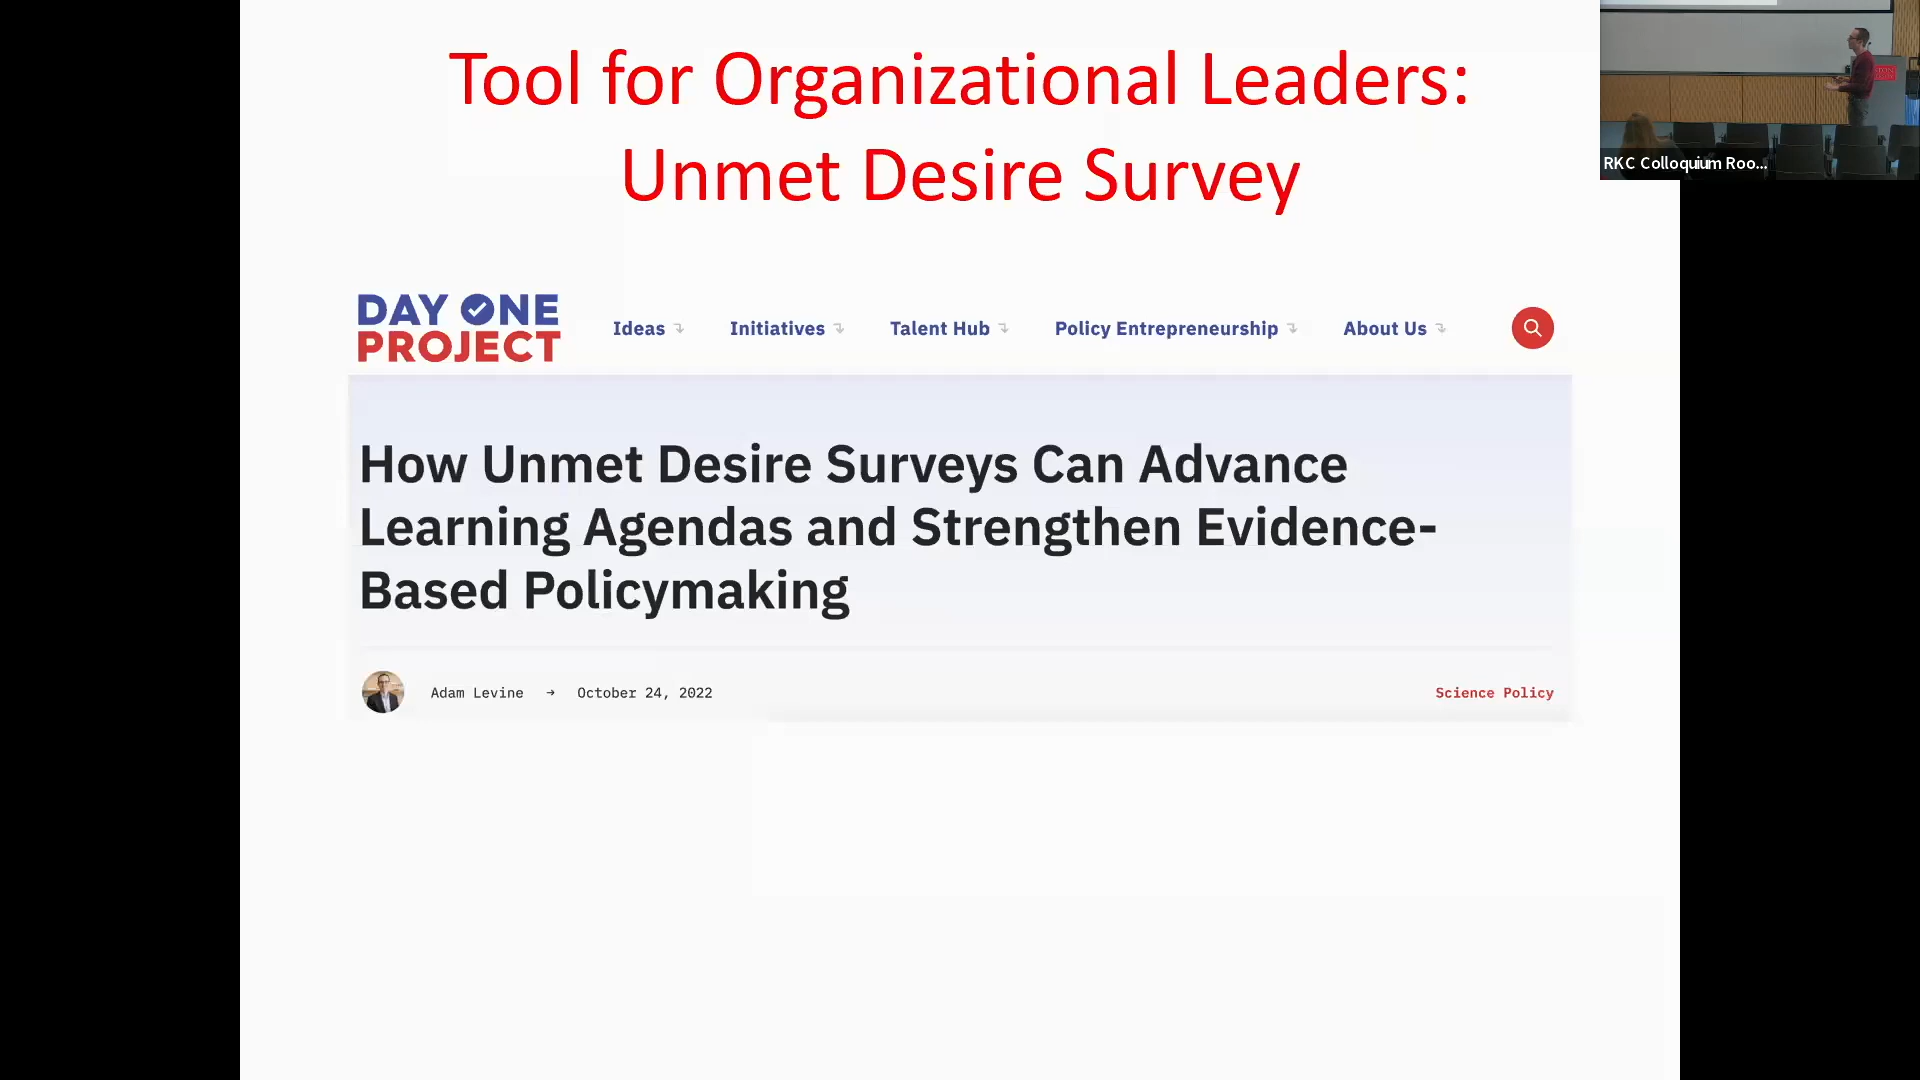 Tool for Organizational Leaders:
Unmet Desire Survey
RKC Colloquium Roo...
DAY ONE
PROJECT
Ideas
Initiatives
Talent Hub
Policy Entrepreneurship
About Us
How Unmet Desire Surveys Can Advance
Learning Agendas and Strengthen Evidence-
Based Policymaking
Adam Levine → October 24, 2022
Science Policy